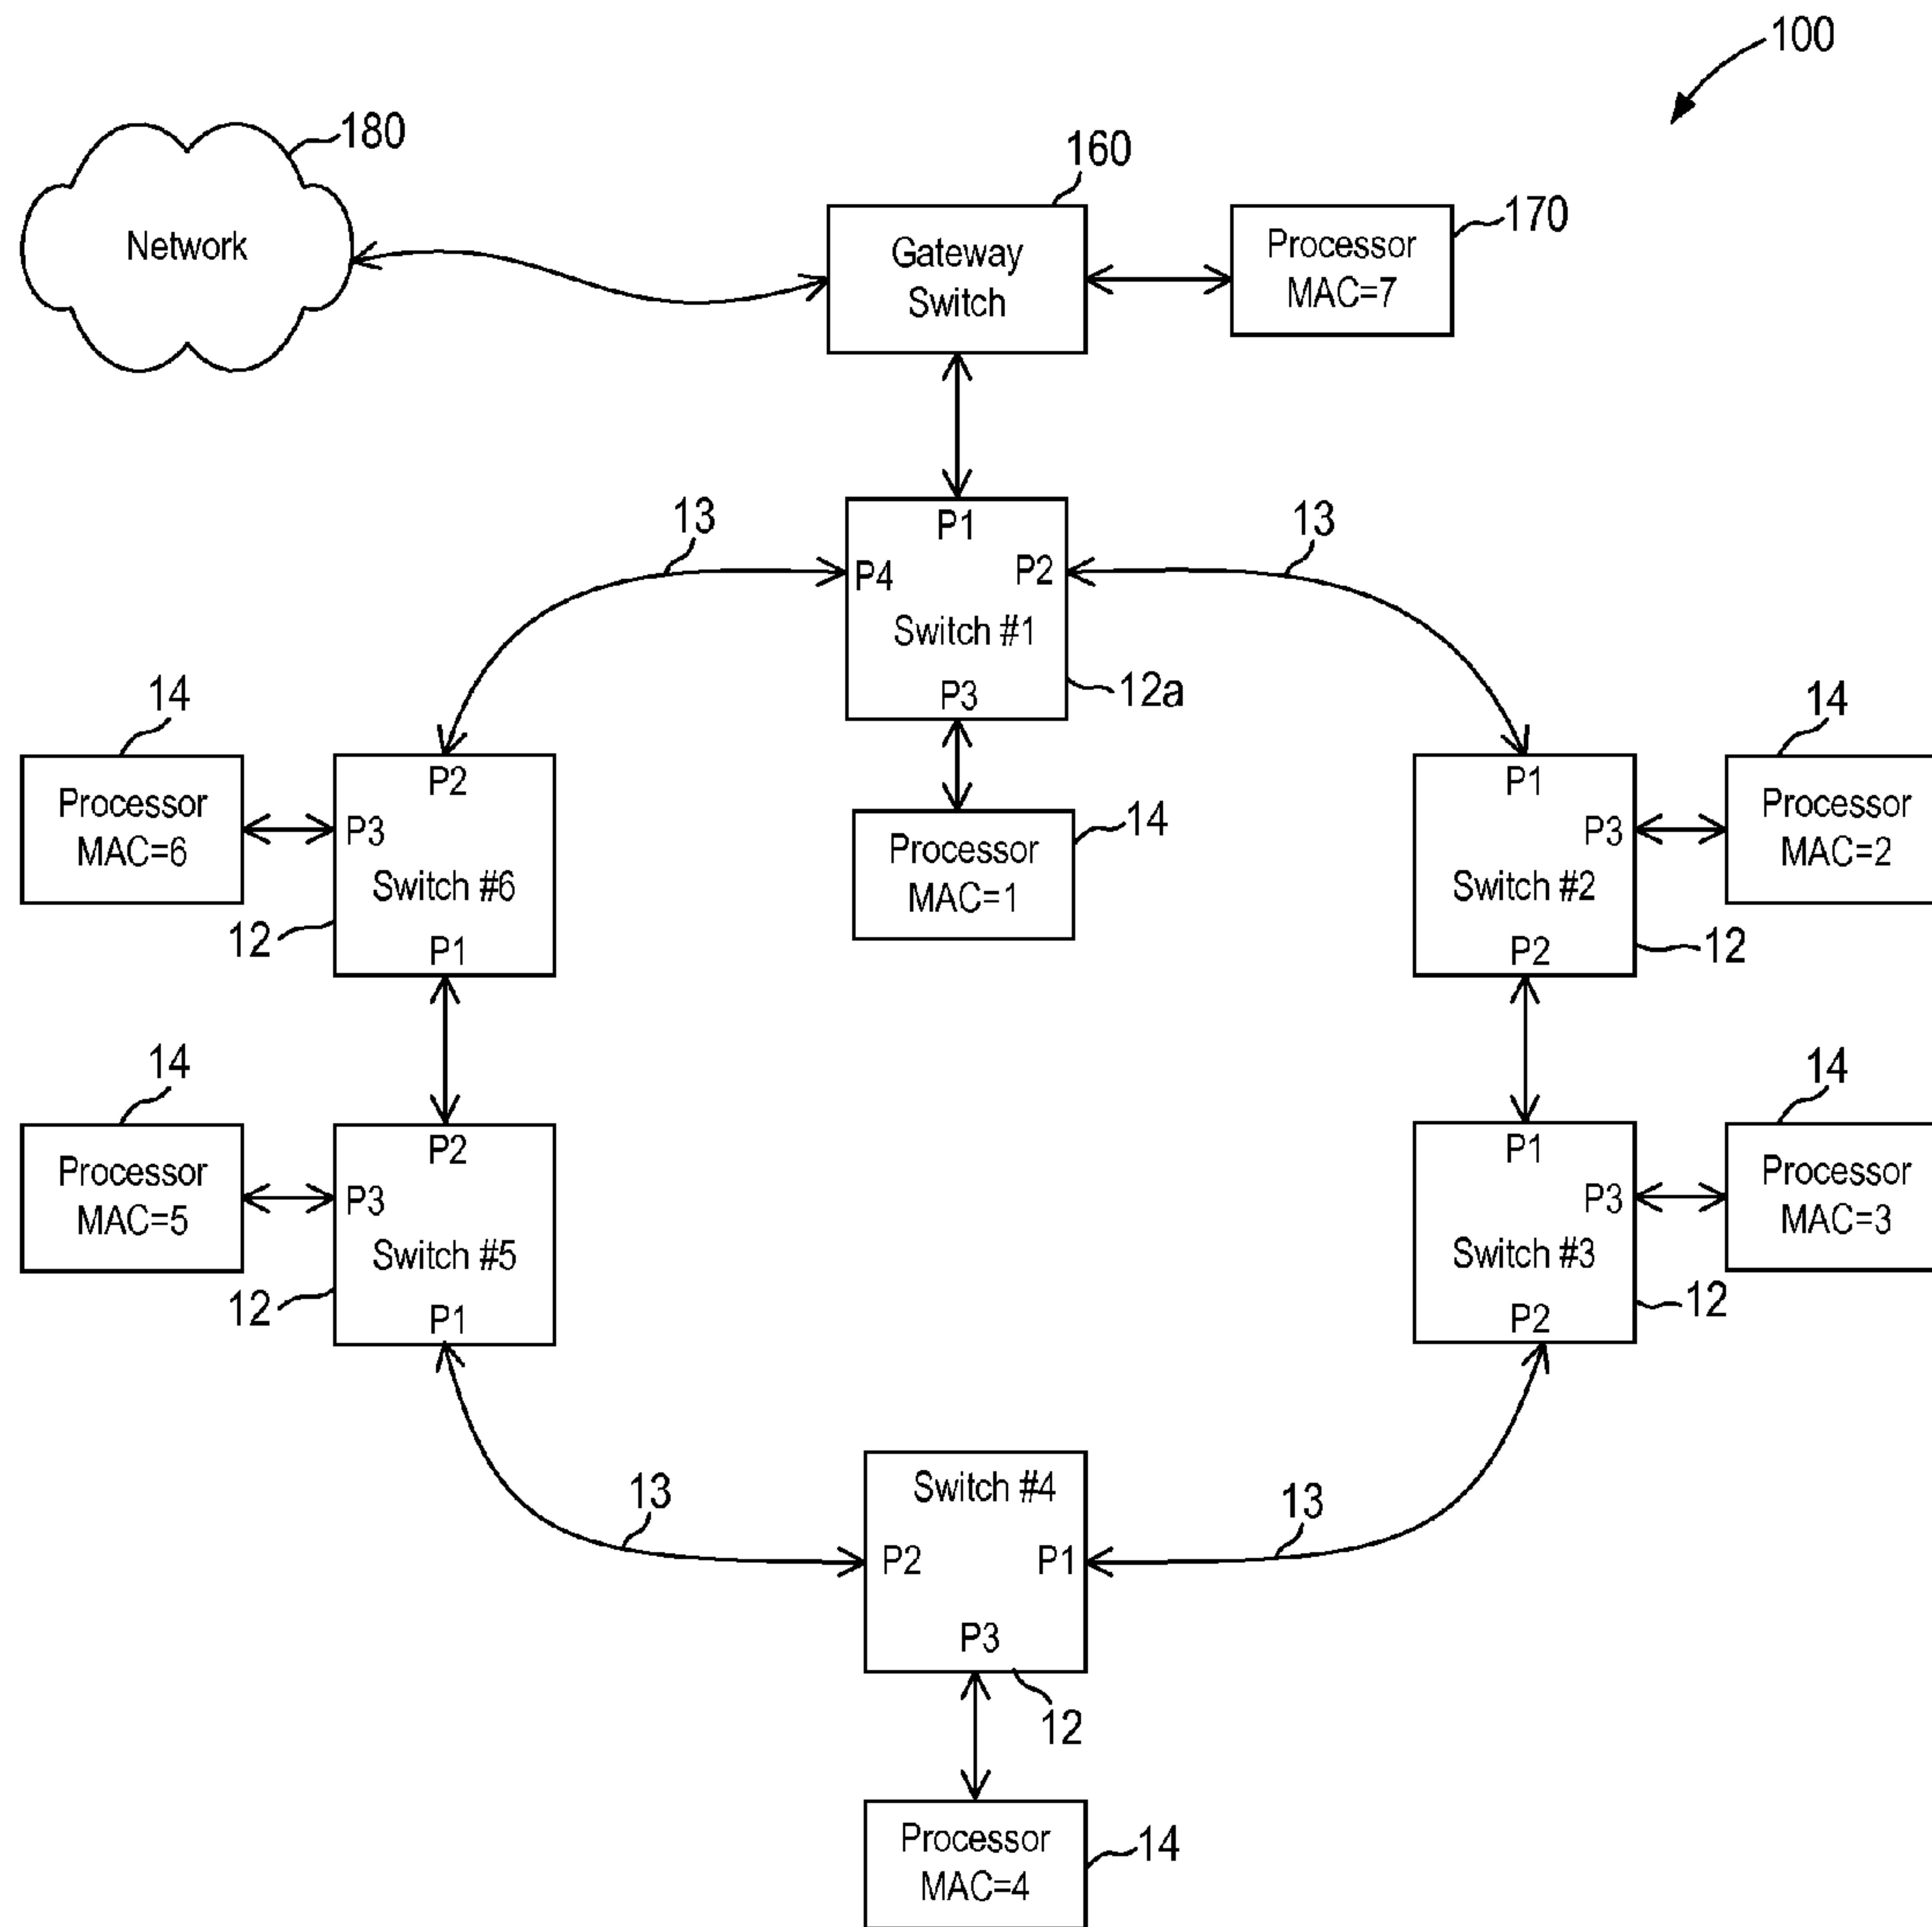 100
180
160
170
Network
Gateway
Switch
Processor
MAC=7
13
13
P1
P4
P2
Switch #1
P3
12a
14
14
Processor
MAC=6
P2
P3
Switch #6
P1
12
Processor
MAC=1
14
P1
P3
Switch #2
P2
12
Processor
MAC=2
14
14
Processor
MAC=5
P2
P3
Switch #5
P1
12
P1
P3
Switch #3
P2
12
Processor
MAC=3
13
13
Switch #4
P2
P1
P3
12
Processor
MAC=4
14